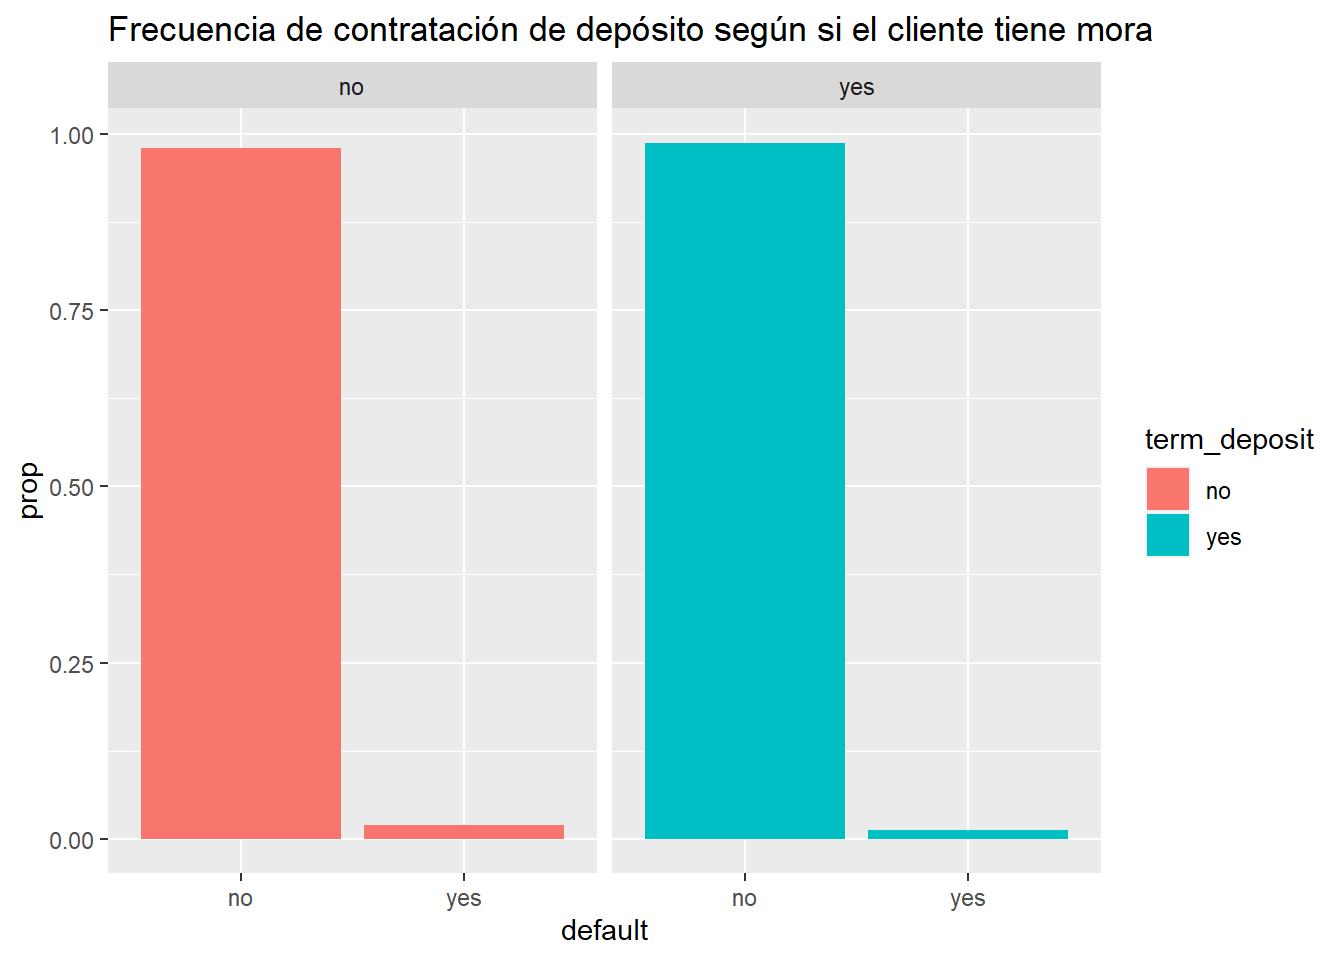 Frecuencia de contratación de depósito según si el cliente tiene mora
no
yes
1.00
0.75
0.50
0.25
0.00
prop
no
yes
no
yes
default
term_deposit
no
yes